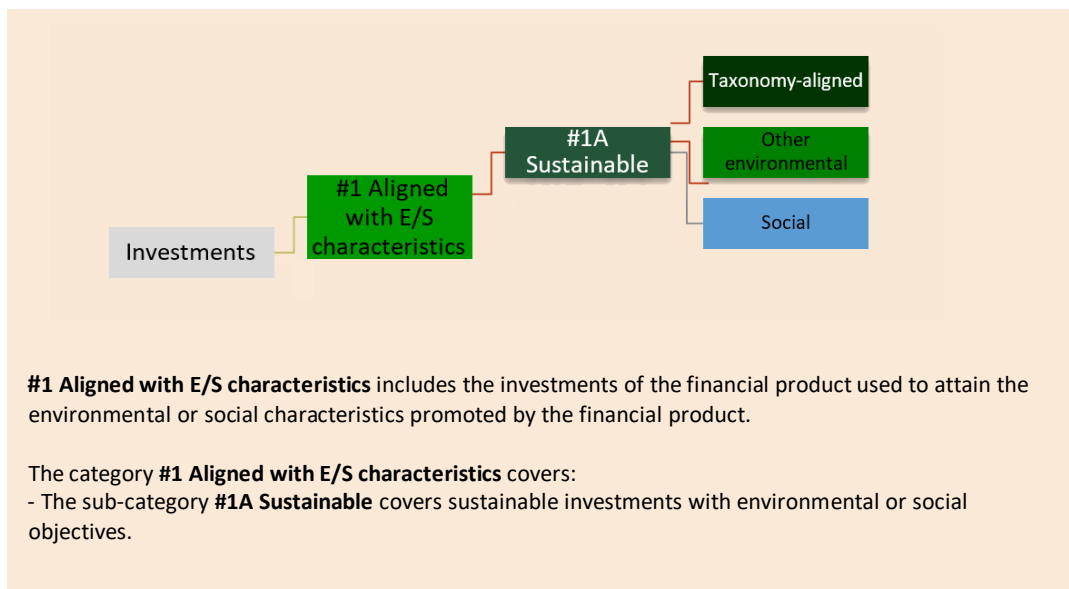 Taxonomy-aligned
#1A
Sustainable
Other
environmental
#1 Aligned
with E/S
characteristics
Social
Investments
#1 Aligned with E/S characteristics includes the investments of the financial product used to attain the
environmental or social characteristics promoted by the financial product.
The category #1 Aligned with E/S characteristics covers:
- The sub-category #1A Sustainable covers sustainable investments with environmental or social
objectives.